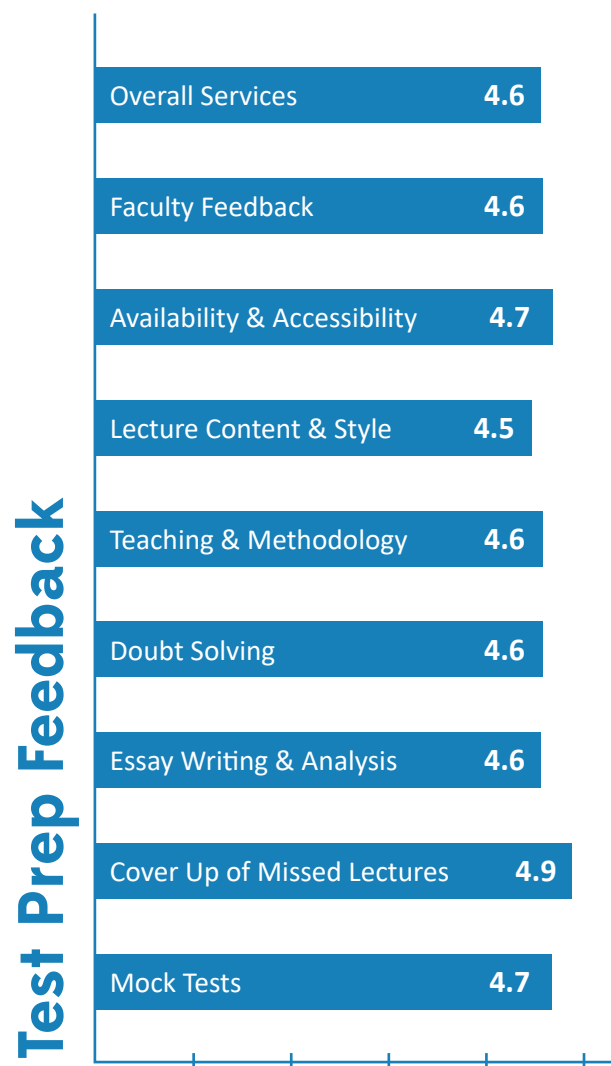 Test Prep Feedback
Overall Services 4.6
Faculty Feedback 4.6
Availability & Accessibility 4.7
Lecture Content & Style 4.5
Teaching & Methodology 4.6
Doubt Solving 4.6
Essay Writing & Analysis 4.6
Cover Up of Missed Lectures 4.9
Mock Tests 4.7